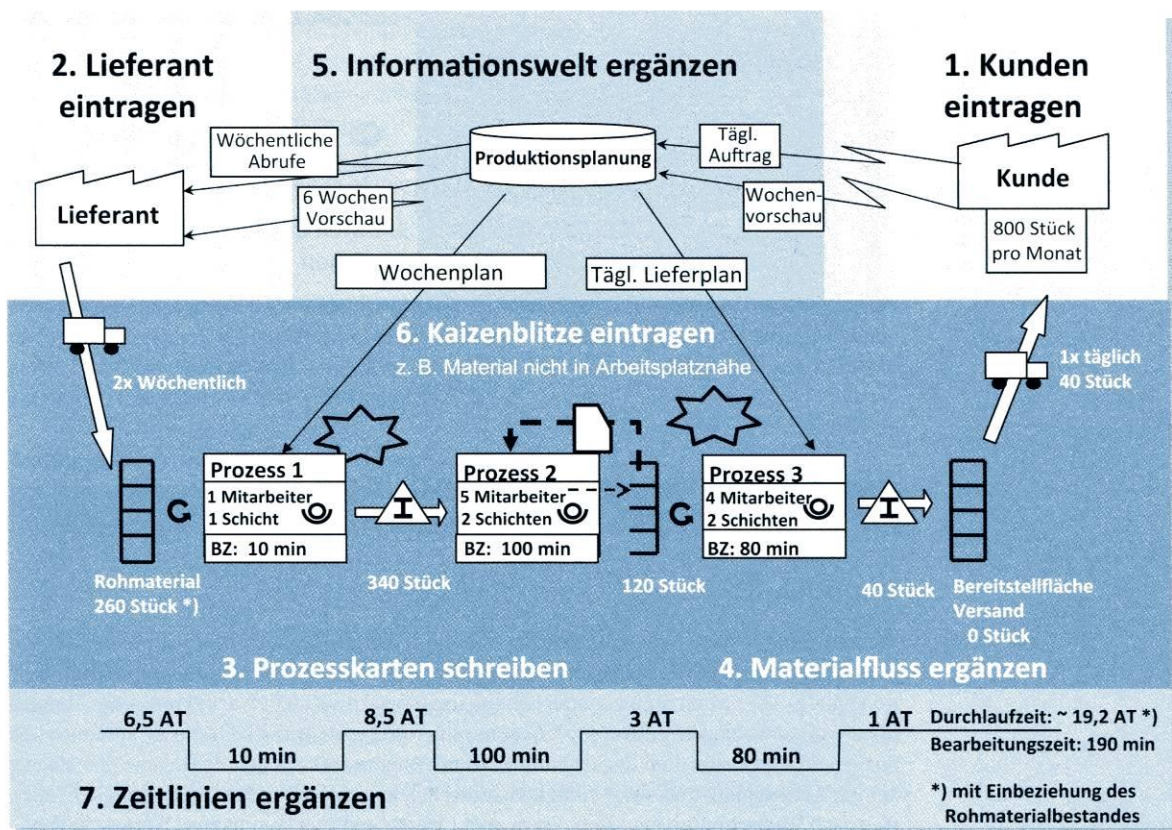 2. Lieferant
eintragen
5. Informationswelt ergänzen
1. Kunden
eintragen
Wöchentliche
Abrufe
6 Wochen
Vorschau
Lieferant
Produktionsplanung
Tägl.
Auftrag
Wochen-
vorschau
Kunde
800 Stück
pro Monat
Wochenplan
Tägl. Lieferplan
6. Kaizenblitze eintragen
z. B. Material nicht in Arbeitsplatznähe
2x Wöchentlich
1x täglich
40 Stück
Prozess 1
1 Mitarbeiter
1 Schicht
BZ: 10 min
I
Prozess 2
5 Mitarbeiter
2 Schichten
BZ: 100 min
Prozess 3
4 Mitarbeiter
2 Schichten
BZ: 80 min
I
Rohmaterial
260 Stück *)
340 Stück
120 Stück
40 Stück
Bereitstellfläche
Versand
0 Stück
3. Prozesskarten schreiben
4. Materialfluss ergänzen
6,5 AT
8,5 AT
3 AT
1 AT
10 min
100 min
80 min
Durchlaufzeit: ~ 19,2 AT *)
Bearbeitungszeit: 190 min
7. Zeitlinien ergänzen
*) mit Einbeziehung des
Rohmaterialbestandes